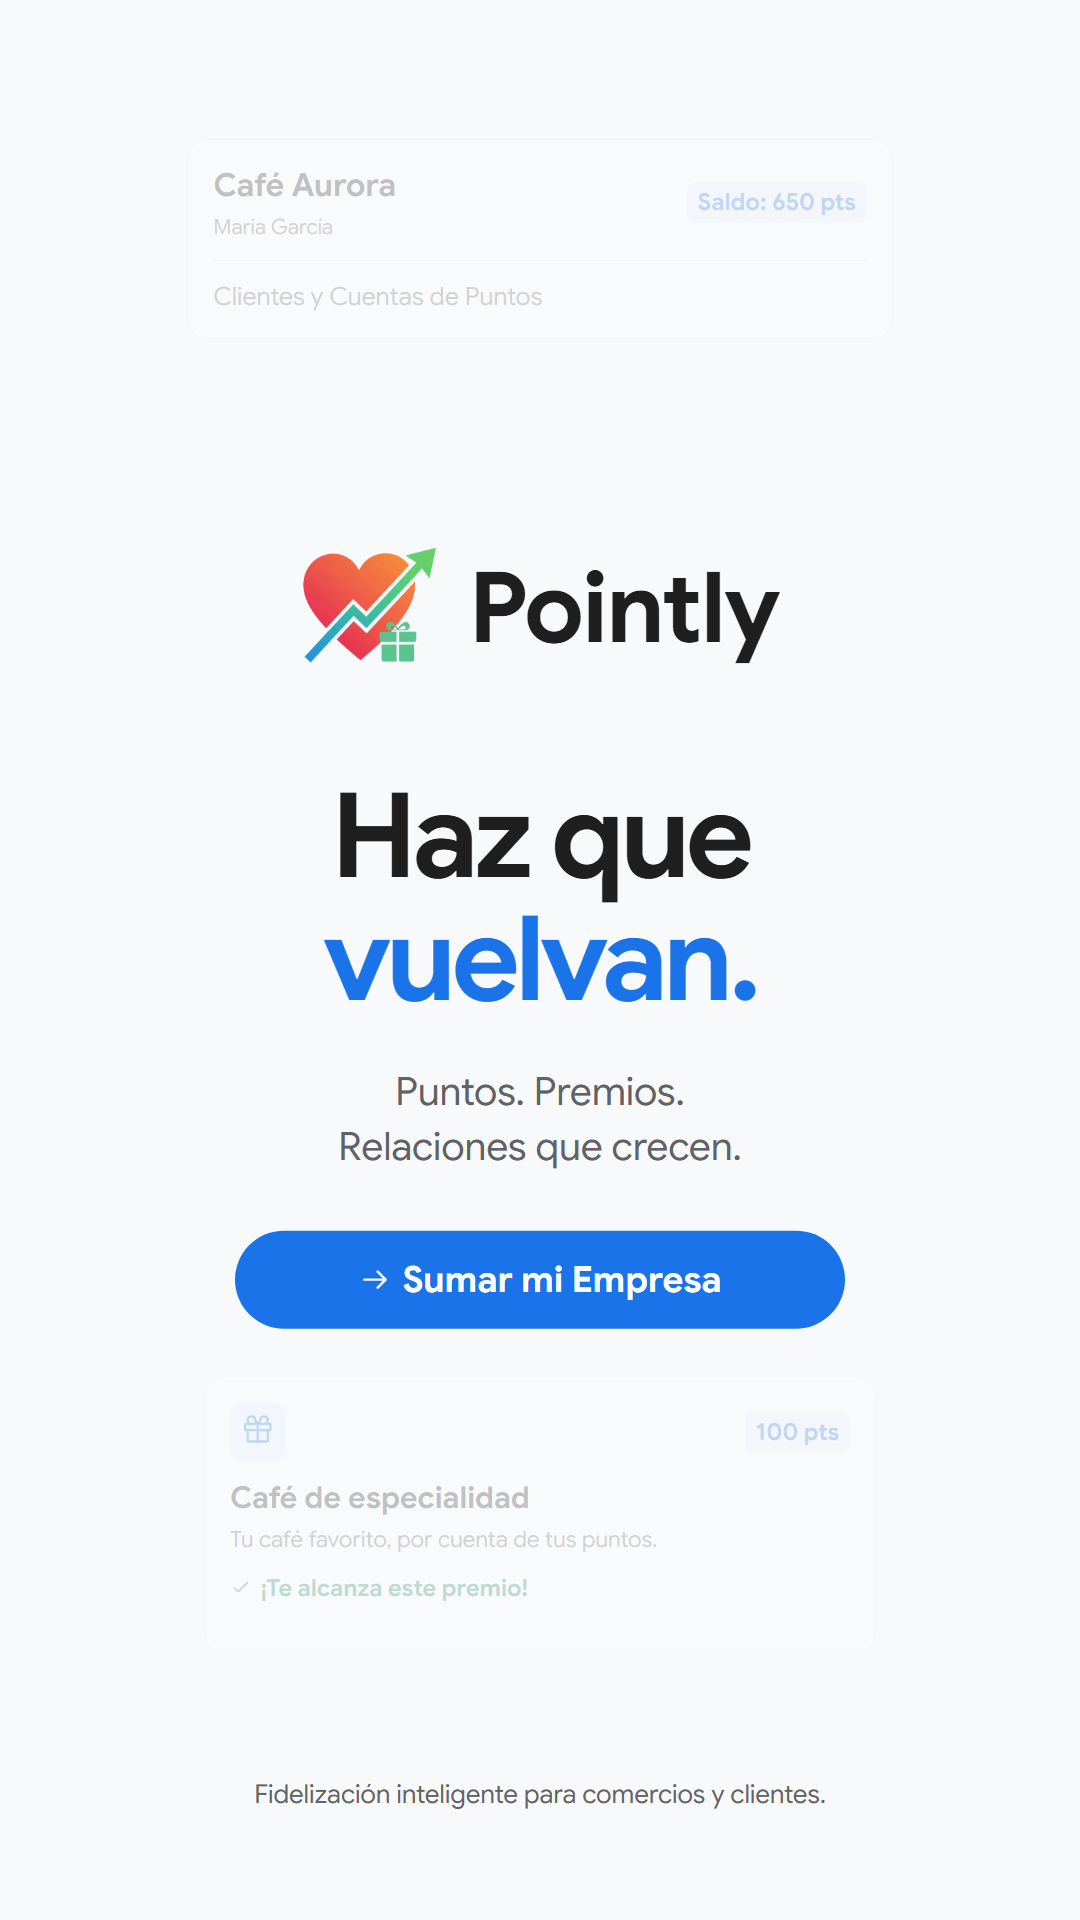 Café Aurora
María García
Saldo: 650 pts
Clientes y Cuentas de Puntos
Pointly
Haz que
vuelvan.
Puntos. Premios.
Relaciones que crecen.
→ Sumar mi Empresa
100 pts
Café de especialidad
Tu café favorito, por cuenta de tus puntos.
✓ ¡Te alcanza este premio!
Fidelización inteligente para comercios y clientes.